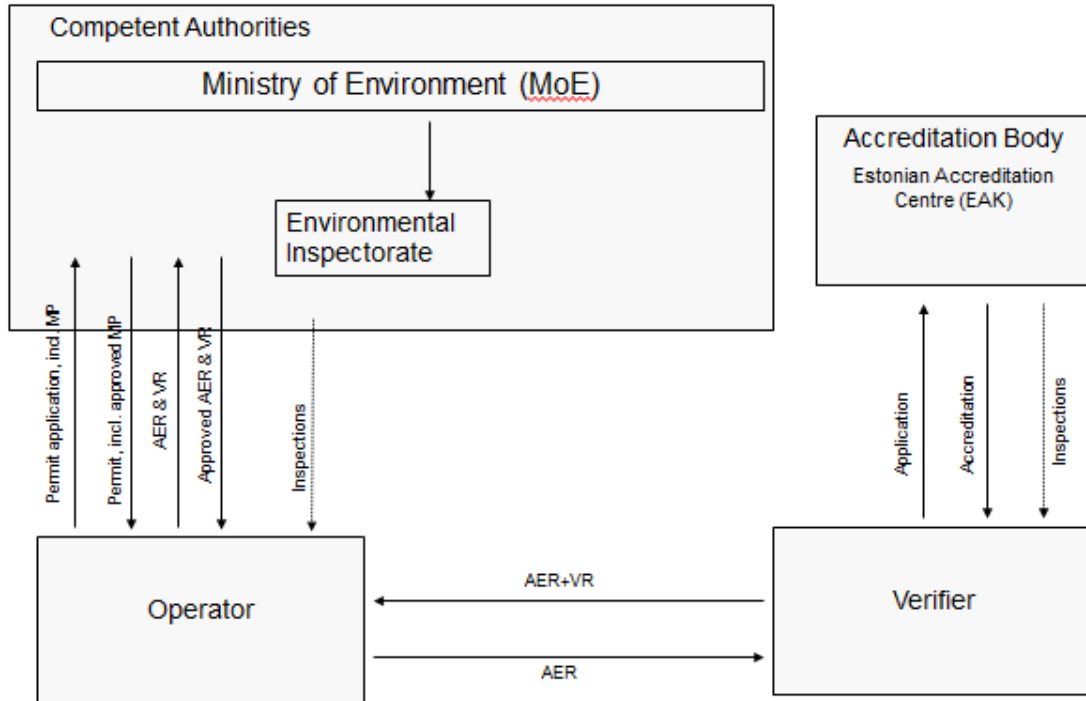 Competent Authorities
Ministry of Environment (MoE)
Environmental
Inspectorate
Accreditation Body
Estonian Accreditation
Centre (EAK)
Permit application, incl. MP
Permit, incl. approved MP
AER & VR
Approved AER & VR
Inspections
Application
Accreditation
Inspections
Operator
AER+VR
AER
Verifier